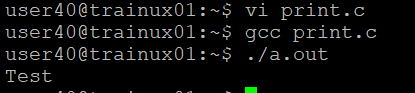 user40@trainux01:~$ vi print.c
user40@trainux01:~$ gcc print.c
user40@trainux01:~$ ./a.out
Test